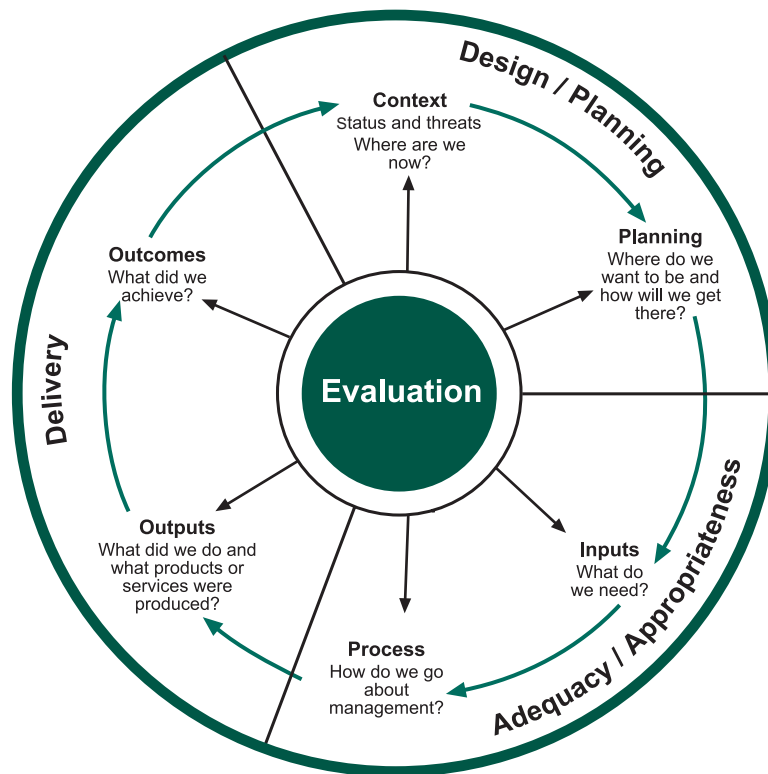 Design / Planning
Context
Status and threats
Where are we
now?
Planning
Where do we
want to be and
how will we get
there?
Outcomes
What did we
achieve?
Delivery
Evaluation
Adequacy / Appropriateness
Inputs
What do
we need?
Outputs
What did we do and
what products or
services were
produced?
Process
How do we go
about
management?